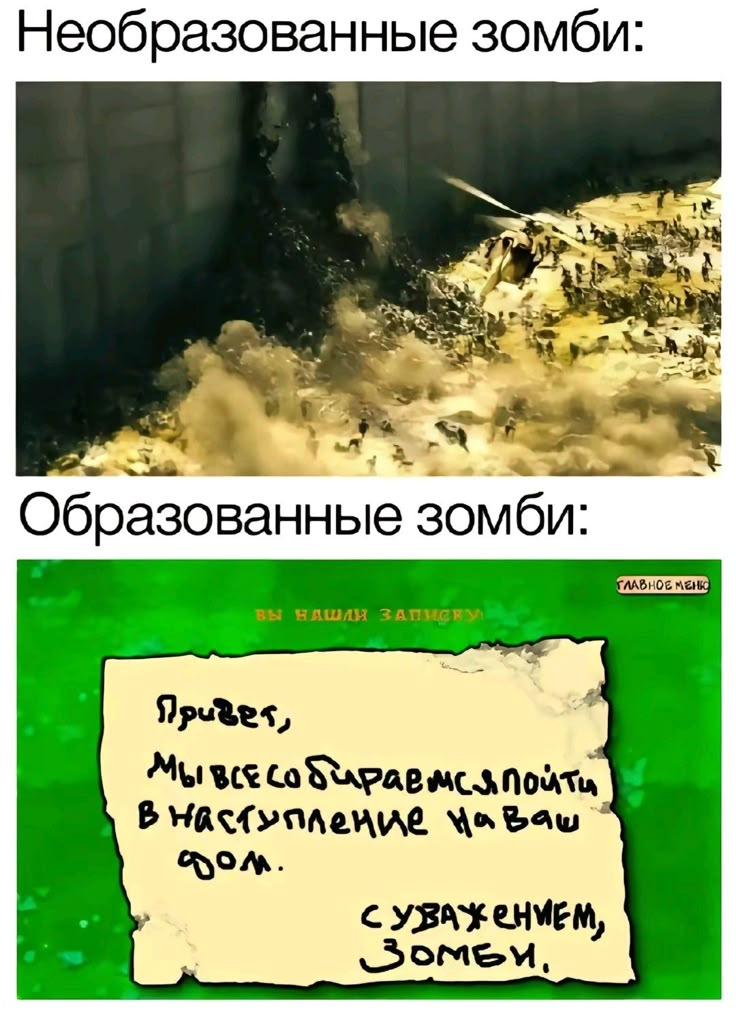 Необразованные зомби:
Образованные зомби:
ГЛАВНОЕ МЕНЮ
ВЫ НАШЛИ ЗАПИСКУ!
Привет,
Мы все собираемся пойти
в наступление на ваш
дом.
С УВАЖЕНИЕМ,
ЗОМБИ.